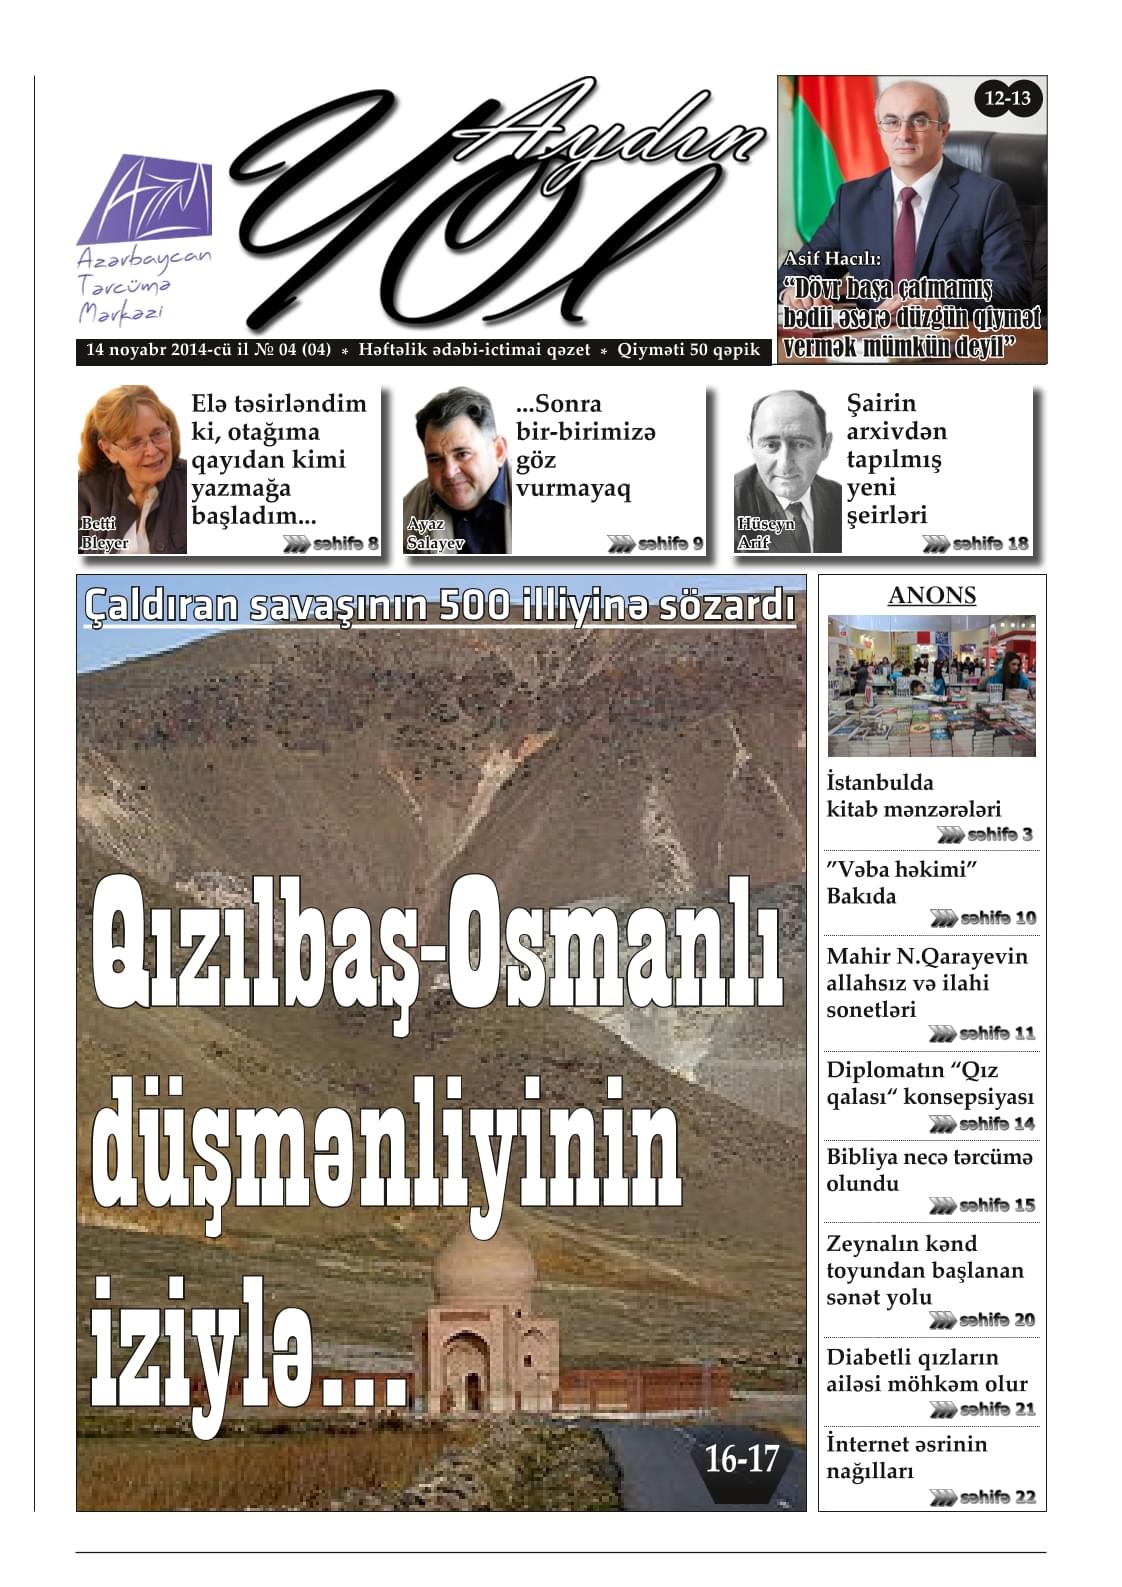 Aydın
Yol
AZTM
Azərbaycan
Tərcümə
Mərkəzi
14 noyabr 2014-cü il № 04 (04) * Həftəlik ədəbi-ictimai qəzet * Qiyməti 50 qəpik
12-13
Asif Hacılı:
“Dövr başa çatmamış
bədii əsərə düzgün qiymət
vermək mümkün deyil”
Elə təsirləndim
ki, otağıma
qayıdan kimi
yazmağa
başladım...
Betti
Bleyer
səhifə 8
...Sonra
bir-birimizə
göz
vurmayaq
Ayaz
Salayev
səhifə 9
Şairin
arxivdən
tapılmış
yeni
şeirləri
Hüseyn
Arif
səhifə 18
Çaldıran savaşının 500 illiyinə sözardı
Qızılbaş-Osmanlı
düşmənliyinin
iziylə...
16-17
ANONS
İstanbulda
kitab mənzərələri
səhifə 3
”Vəba həkimi”
Bakıda
səhifə 10
Mahir N.Qarayevin
allahsız və ilahi
sonetləri
səhifə 11
Diplomatın “Qız
qalası“ konsepsiyası
səhifə 14
Bibliya necə tərcümə
olundu
səhifə 15
Zeynalın kənd
toyundan başlanan
sənət yolu
səhifə 20
Diabetli qızların
ailəsi möhkəm olur
səhifə 21
İnternet əsrinin
nağılları
səhifə 22